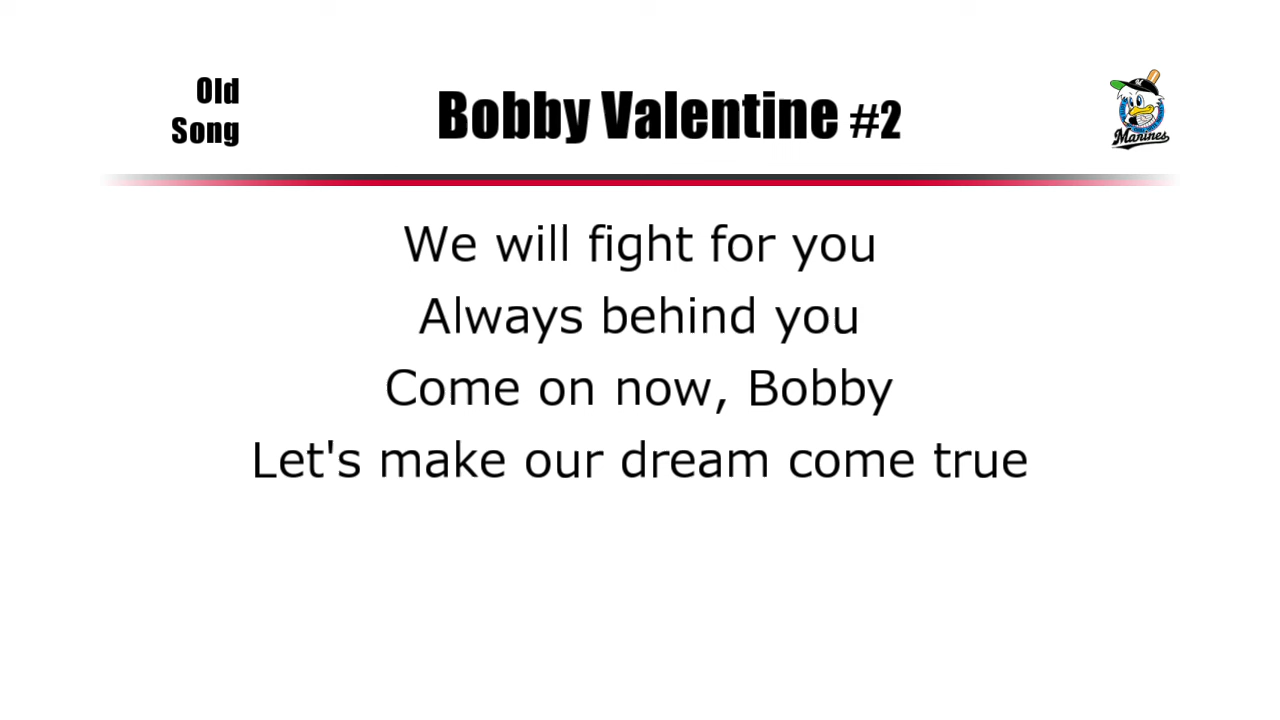 Old
Song
Bobby Valentine #2
Marines
We will fight for you
Always behind you
Come on now, Bobby
Let's make our dream come true